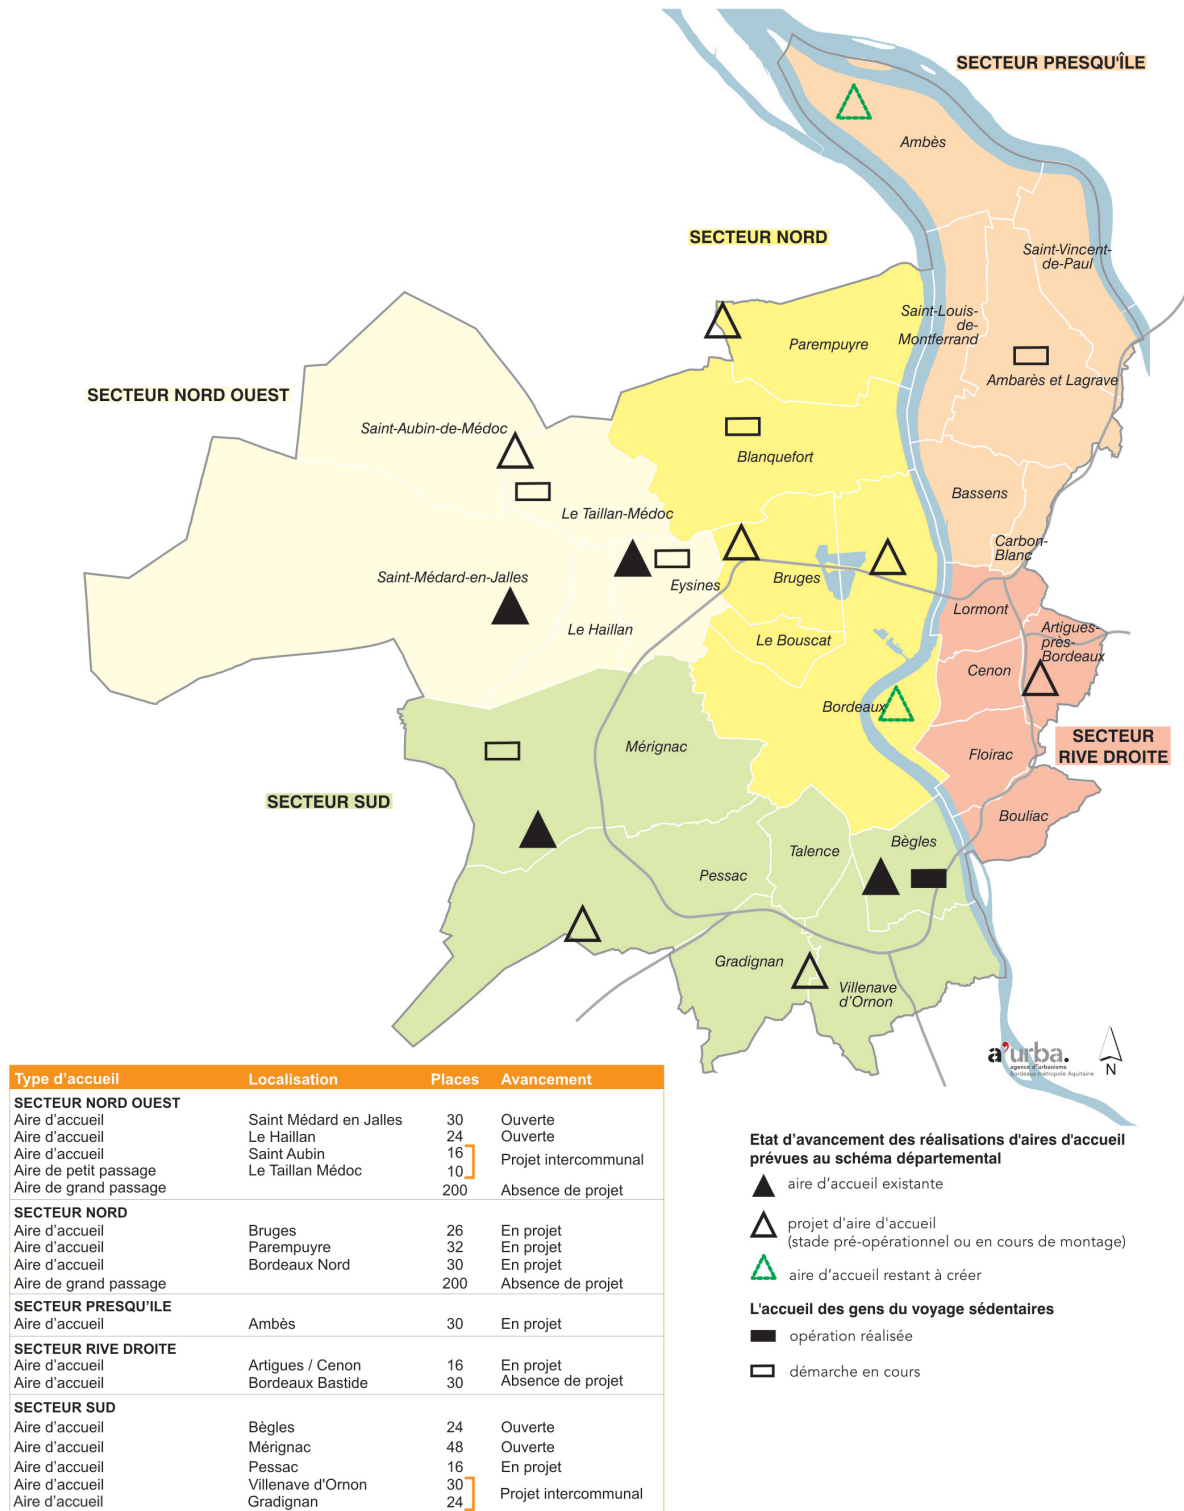 SECTEUR PRESQU'ÎLE
Ambès
SECTEUR NORD
Saint-Vincent-
de-Paul
Saint-Louis-
de-
Montferrand
Parempuyre
Ambarès et Lagrave
SECTEUR NORD OUEST
Saint-Aubin-de-Médoc
Blanquefort
Bassens
Le Taillan-Médoc
Carbon-
Blanc
Saint-Médard-en-Jalles
Eysines
Bruges
Lormont
Le Haillan
Le Bouscat
Artigues-
près-
Bordeaux
Cenon
Bordeaux
SECTEUR
RIVE DROITE
Mérignac
Floirac
SECTEUR SUD
Bouliac
Talence
Bègles
Pessac
Gradignan
Villenave
d'Ornon
a'urba.
agence d'urbanisme
Bordeaux métropole Aquitaine
N
Type d'accueil Localisation Places Avancement
SECTEUR NORD OUEST
Aire d'accueil Saint Médard en Jalles 30 Ouverte
Aire d'accueil Le Haillan 24 Ouverte
Aire d'accueil Saint Aubin 16
Projet intercommunal
Aire de petit passage Le Taillan Médoc 10
Aire de grand passage 200 Absence de projet
SECTEUR NORD
Aire d'accueil Bruges 26 En projet
Aire d'accueil Parempuyre 32 En projet
Aire d'accueil Bordeaux Nord 30 En projet
Aire de grand passage 200 Absence de projet
SECTEUR PRESQU'ILE
Aire d'accueil Ambès 30 En projet
SECTEUR RIVE DROITE
Aire d'accueil Artigues / Cenon 16 En projet
Aire d'accueil Bordeaux Bastide 30 Absence de projet
SECTEUR SUD
Aire d'accueil Bègles 24 Ouverte
Aire d'accueil Mérignac 48 Ouverte
Aire d'accueil Pessac 16 En projet
Aire d'accueil Villenave d'Ornon 30
Projet intercommunal
Aire d'accueil Gradignan 24
Etat d'avancement des réalisations d'aires d'accueil
prévues au schéma départemental
aire d'accueil existante
projet d'aire d'accueil
(stade pré-opérationnel ou en cours de montage)
aire d'accueil restant à créer
L'accueil des gens du voyage sédentaires
opération réalisée
démarche en cours